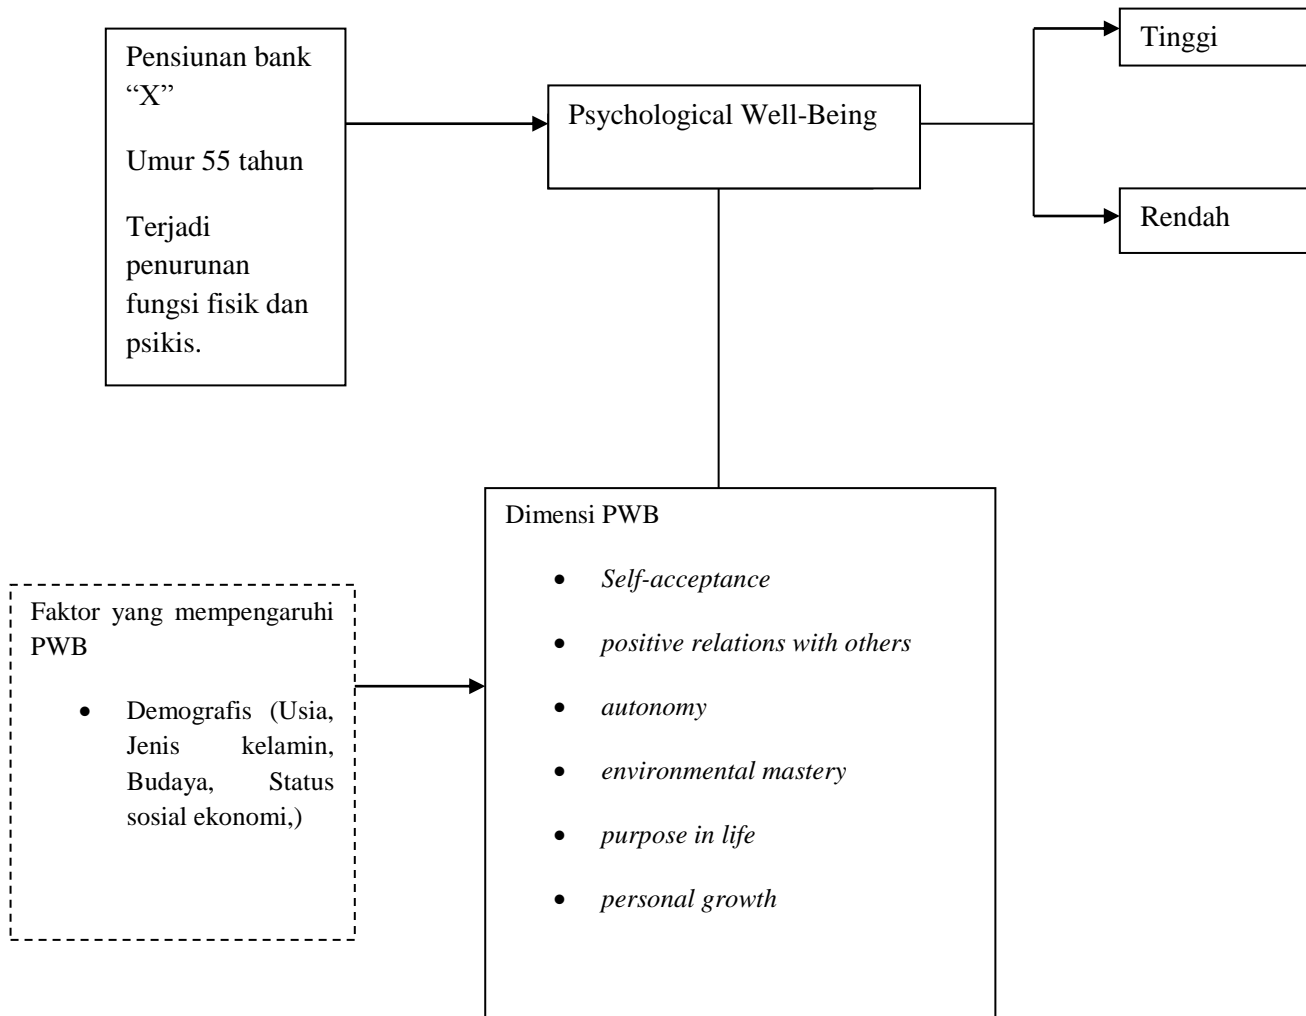 Pensiunan bank
“X”
Umur 55 tahun
Terjadi
penurunan
fungsi fisik dan
psikis.
Psychological Well-Being
Tinggi
Rendah
Dimensi PWB
• Self-acceptance
• positive relations with others
• autonomy
• environmental mastery
• purpose in life
• personal growth
Faktor yang mempengaruhi
PWB
• Demografis (Usia,
Jenis kelamin,
Budaya, Status
sosial ekonomi,)